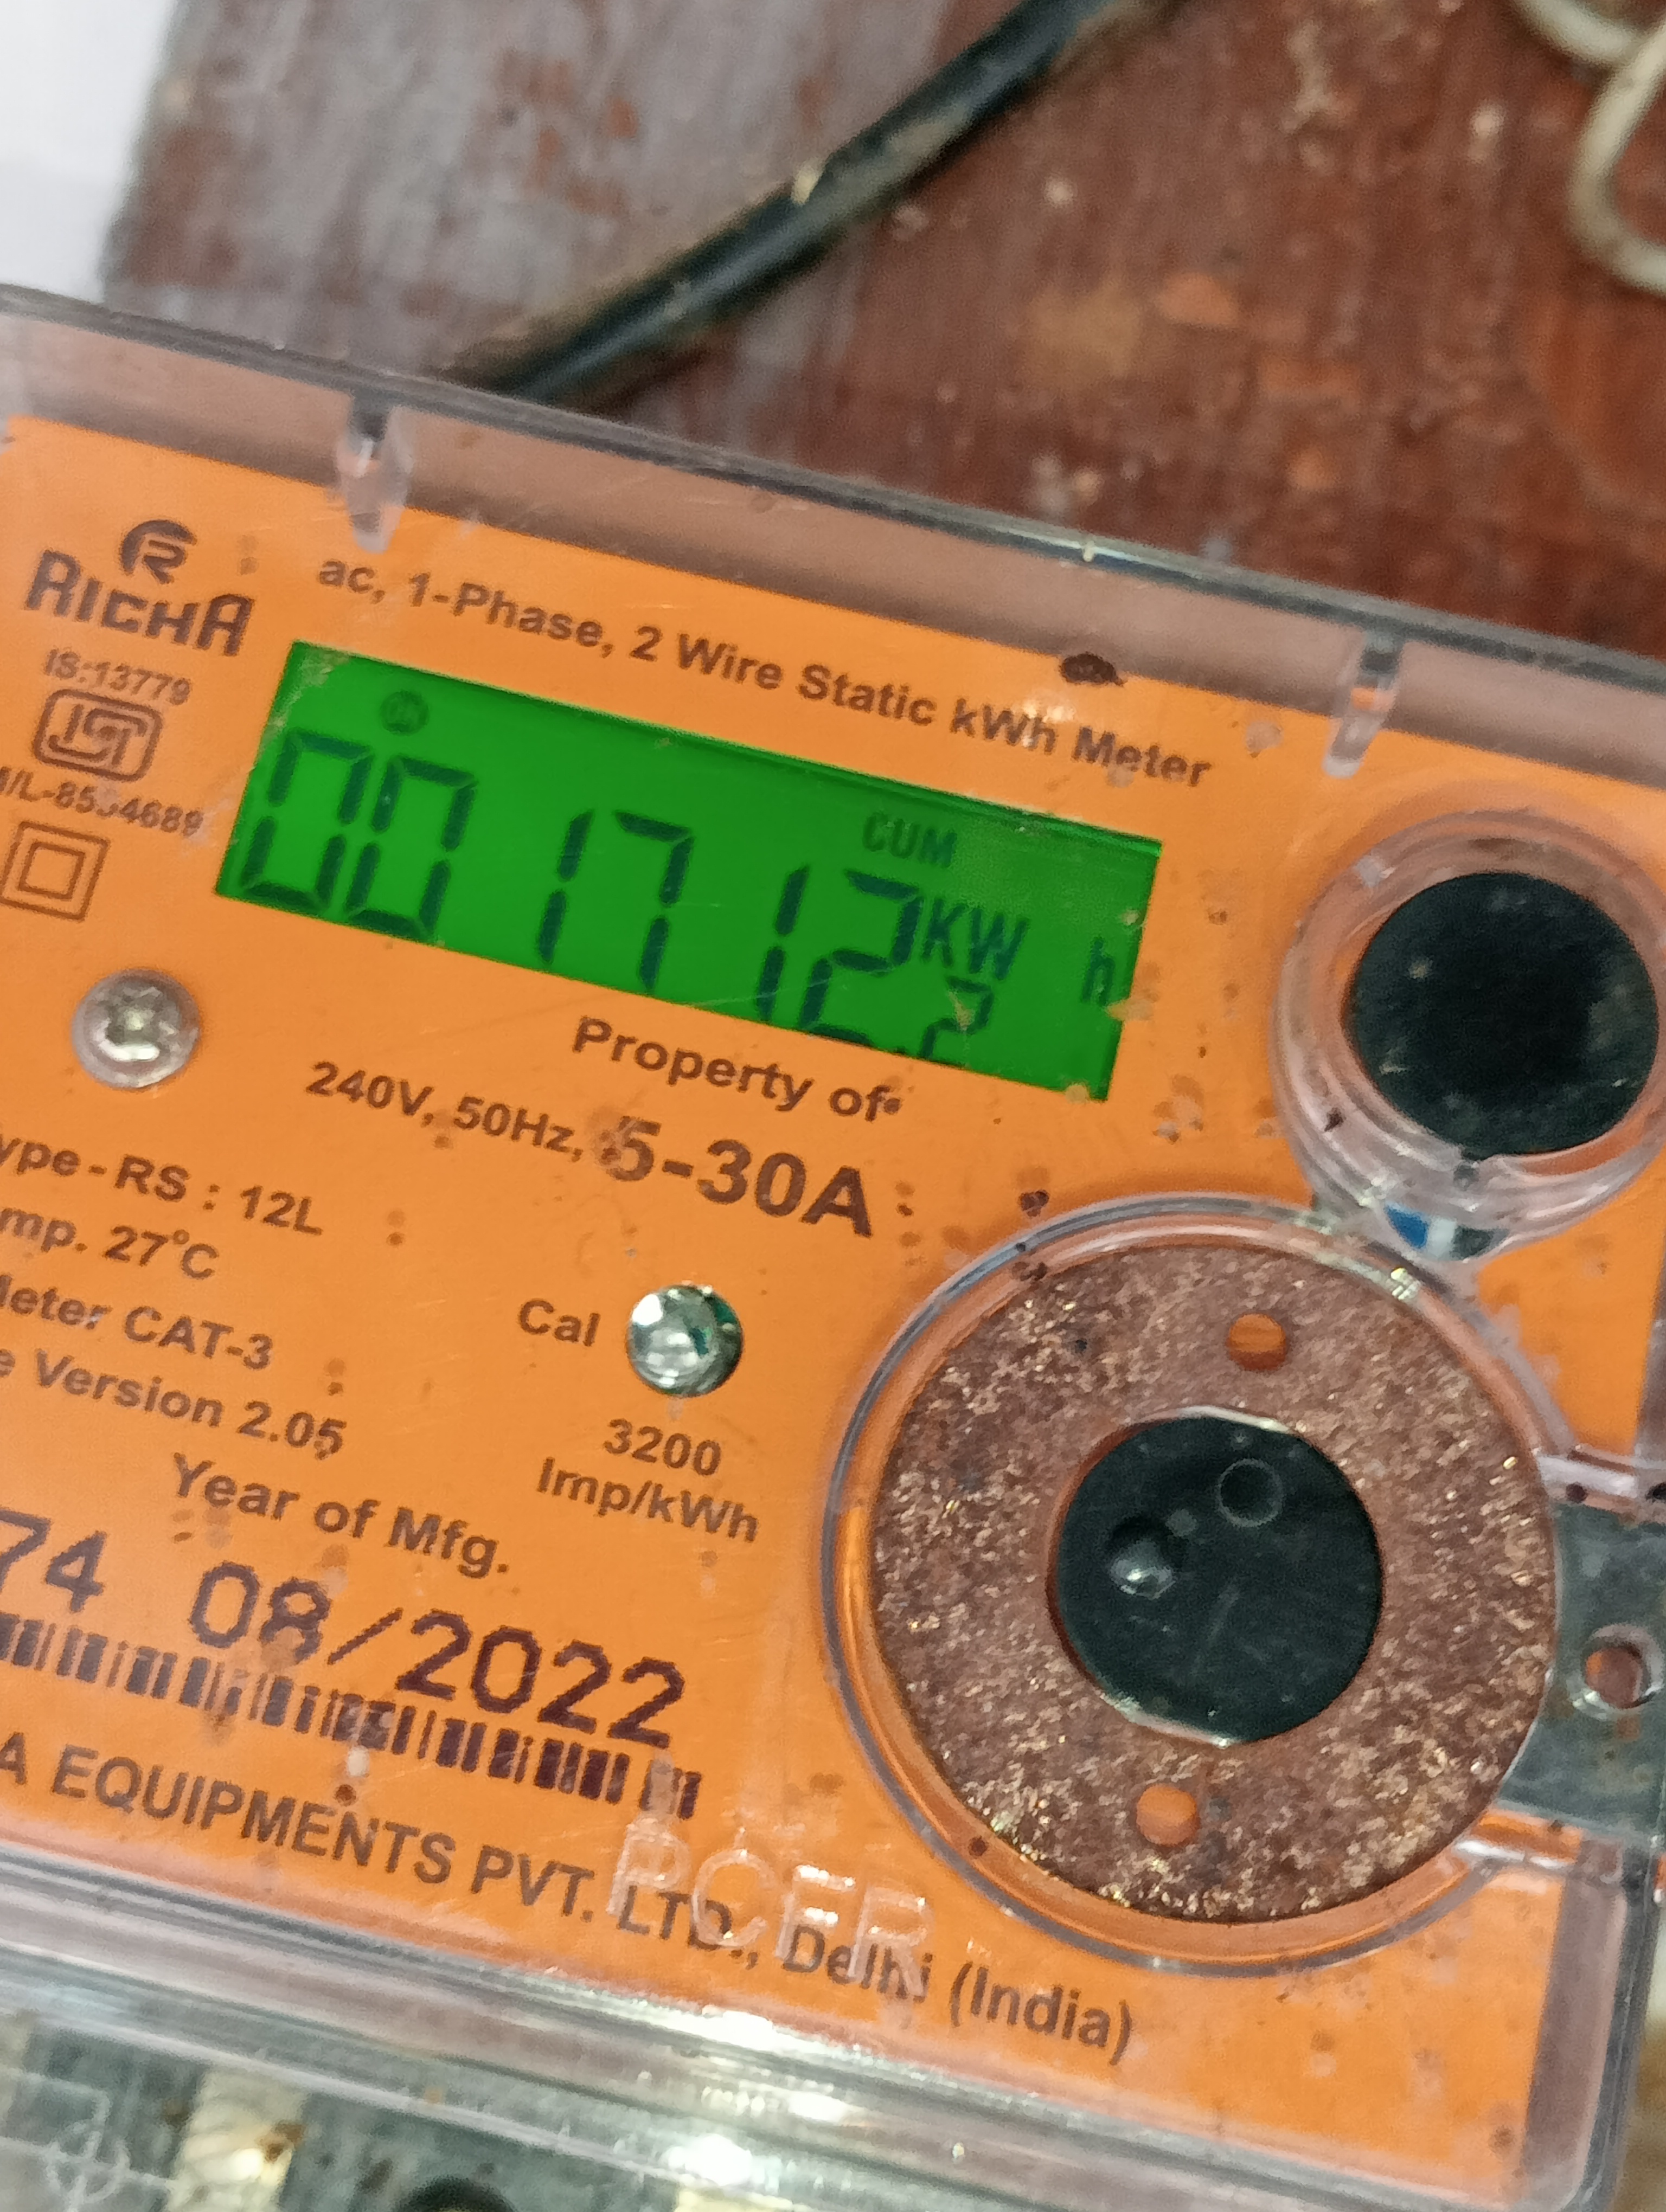 RICHA
ac, 1-Phase, 2 Wire Static kWh Meter
IS:13779
CUM
001712.2 KW h
Property of
240V, 50Hz, 5-30A
ype-RS : 12L
mp. 27°C
Cal
eter CAT-3
e Version 2.05
3200
Imp/kWh
Year of Mfg.
74 08/2022
A EQUIPMENTS PVT. LTD., Delhi (India)